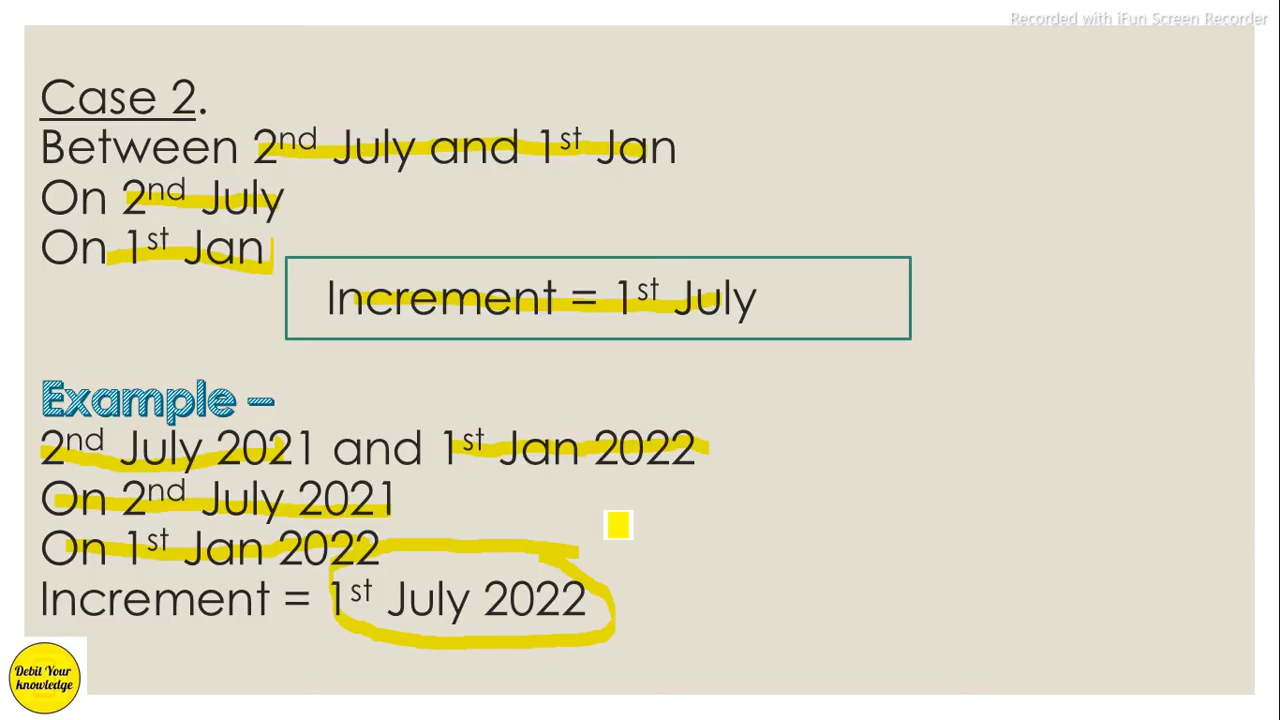 Recorded with iFun Screen Recorder
Case 2.
Between 2nd July and 1st Jan
On 2nd July
On 1st Jan
Increment = 1st July
Example –
2nd July 2021 and 1st Jan 2022
On 2nd July 2021
On 1st Jan 2022
Increment = 1st July 2022
Debit Your
knowledge